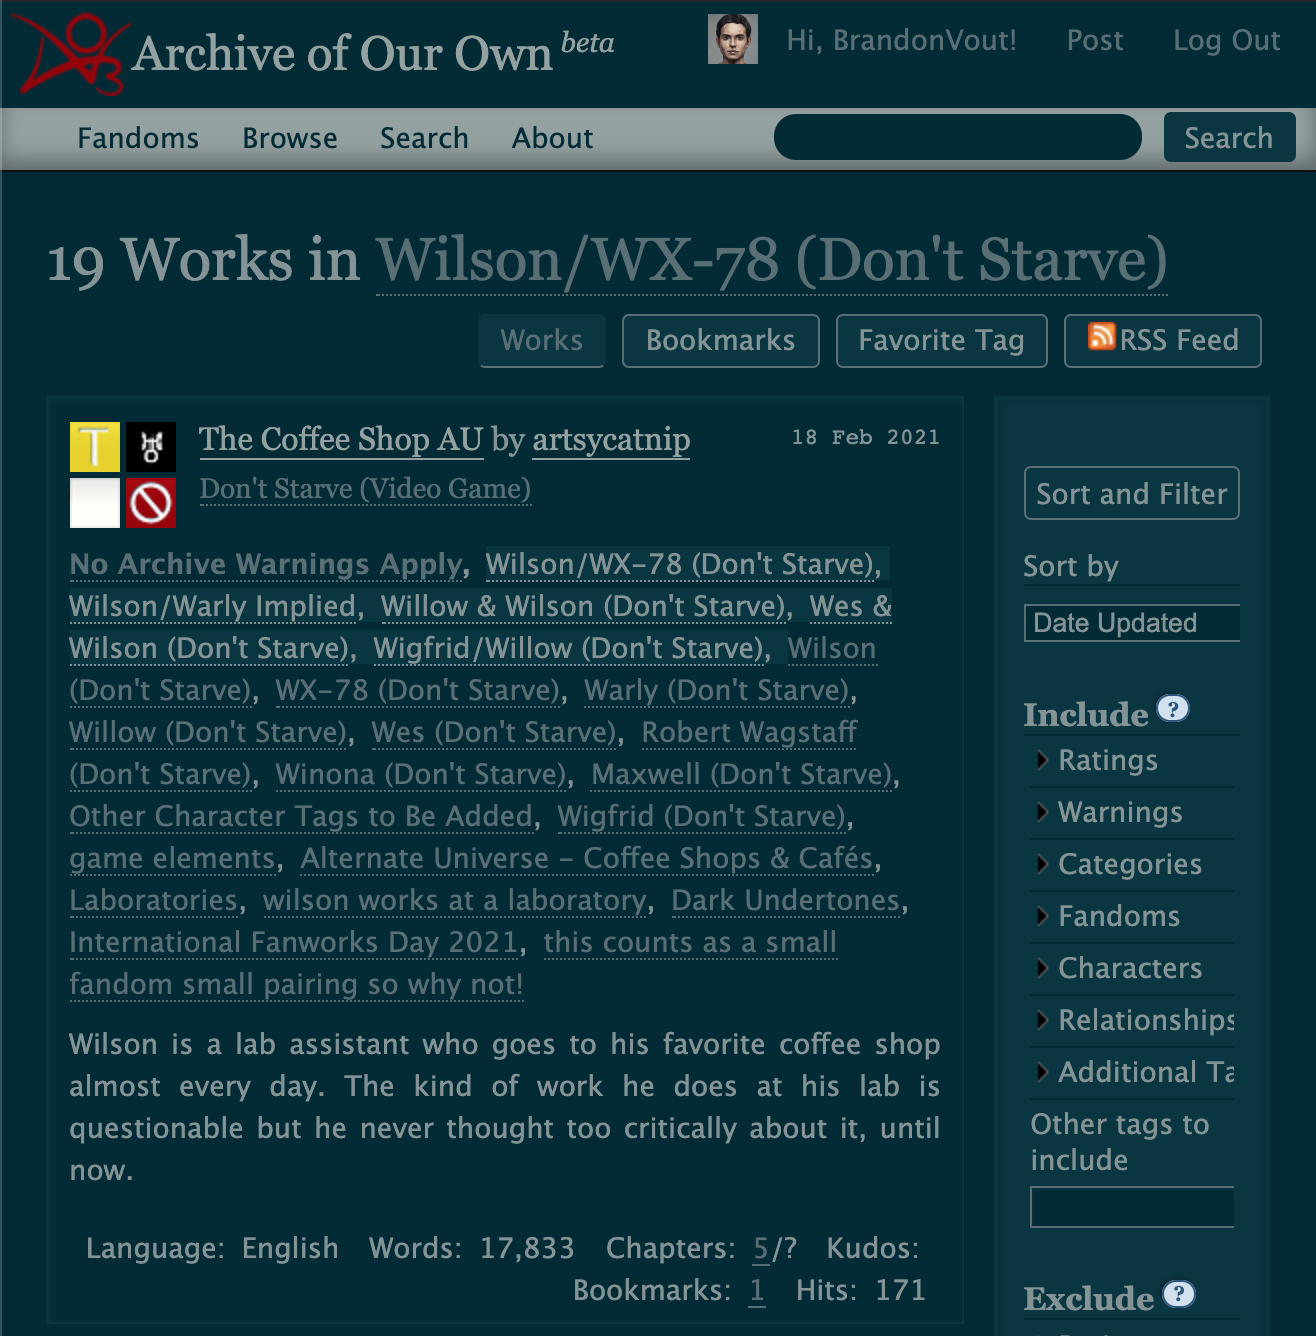 Archive of Our Own beta
Hi, BrandonVout! Post Log Out
Fandoms Browse Search About
Search
19 Works in Wilson/WX-78 (Don't Starve)
Works Bookmarks Favorite Tag RSS Feed
T
The Coffee Shop AU by artsycatnip
18 Feb 2021
Don't Starve (Video Game)
No Archive Warnings Apply, Wilson/WX-78 (Don't Starve),
Wilson/Warly Implied, Willow & Wilson (Don't Starve), Wes &
Wilson (Don't Starve), Wigfrid/Willow (Don't Starve), Wilson
(Don't Starve), WX-78 (Don't Starve), Warly (Don't Starve),
Willow (Don't Starve), Wes (Don't Starve), Robert Wagstaff
(Don't Starve), Winona (Don't Starve), Maxwell (Don't Starve),
Other Character Tags to Be Added, Wigfrid (Don't Starve),
game elements, Alternate Universe - Coffee Shops & Cafés,
Laboratories, wilson works at a laboratory, Dark Undertones,
International Fanworks Day 2021, this counts as a small
fandom small pairing so why not!
Wilson is a lab assistant who goes to his favorite coffee shop
almost every day. The kind of work he does at his lab is
questionable but he never thought too critically about it, until
now.
Language: English Words: 17,833 Chapters: 5/? Kudos:
Bookmarks: 1 Hits: 171
Sort and Filter
Sort by
Date Updated
Include ?
Ratings
Warnings
Categories
Fandoms
Characters
Relationships
Additional Ta
Other tags to
include
Exclude ?